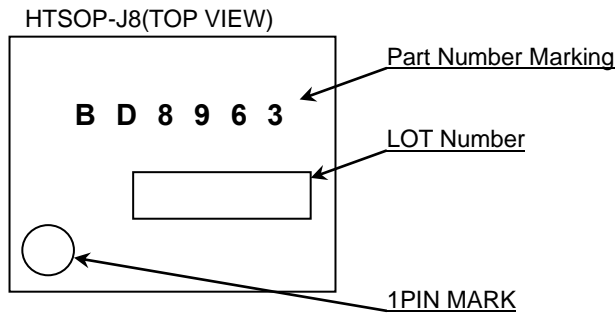 HTSOP-J8(TOP VIEW)
Part Number Marking
B D 8 9 6 3
LOT Number
1PIN MARK